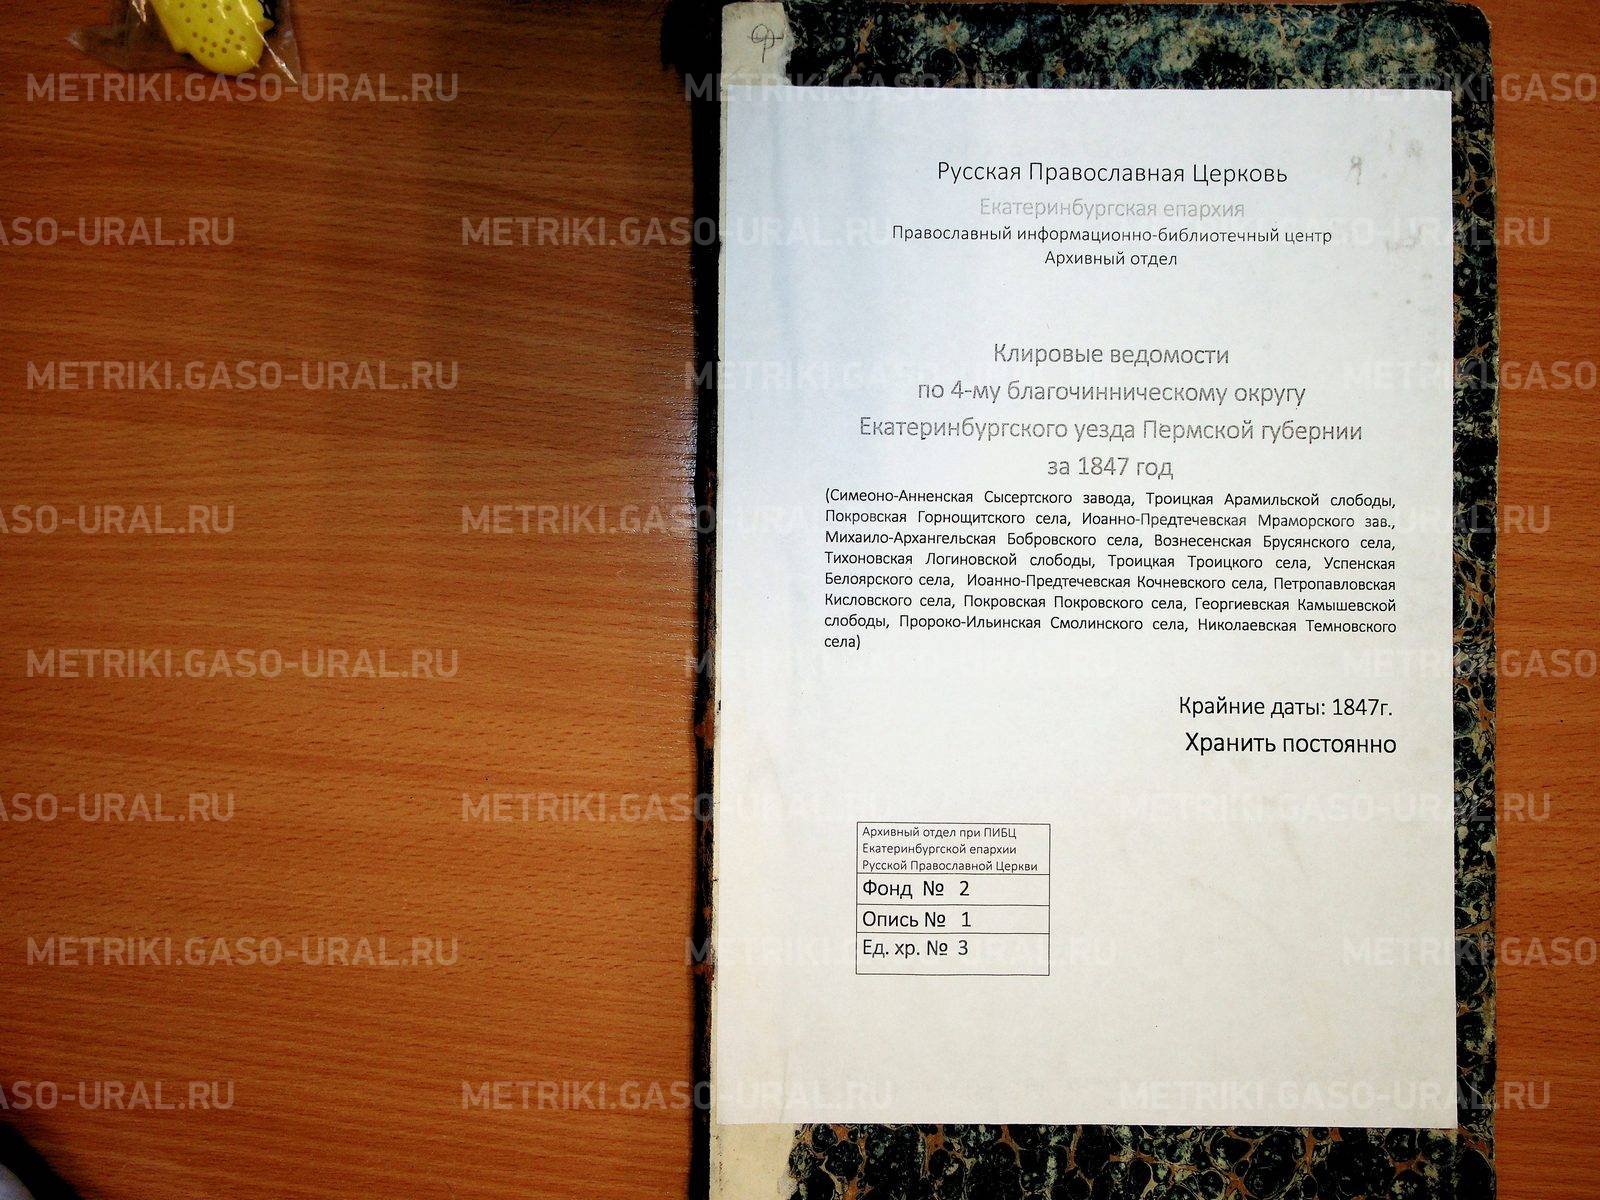 Русская Православная Церковь
Екатеринбургская епархия
Православный информационно-библиотечный центр
Архивный отдел
Клировые ведомости
по 4-му благочинническому округу
Екатеринбургского уезда Пермской губернии
за 1847 год
(Симеоно-Анненская Сысертского завода, Троицкая Арамильской слободы,
Покровская Горнощитского села, Иоанно-Предтечевская Мраморского зав.,
Михаило-Архангельская Бобровского села, Вознесенская Брусянского села,
Тихоновская Логиновской слободы, Троицкая Троицкого села, Успенская
Белоярского села, Иоанно-Предтечевская Кочневского села, Петропавловская
Кисловского села, Покровская Покровского села, Георгиевская Камышевской
слободы, Пророко-Ильинская Смолинского села, Николаевская Темновского
села)
Крайние даты: 1847г.
Хранить постоянно
Архивный отдел при ПИБЦ
Екатеринбургской епархии
Русской Православной Церкви
Фонд № 2
Опись № 1
Ед. хр. № 3
METRIKI.GASO-URAL.RU